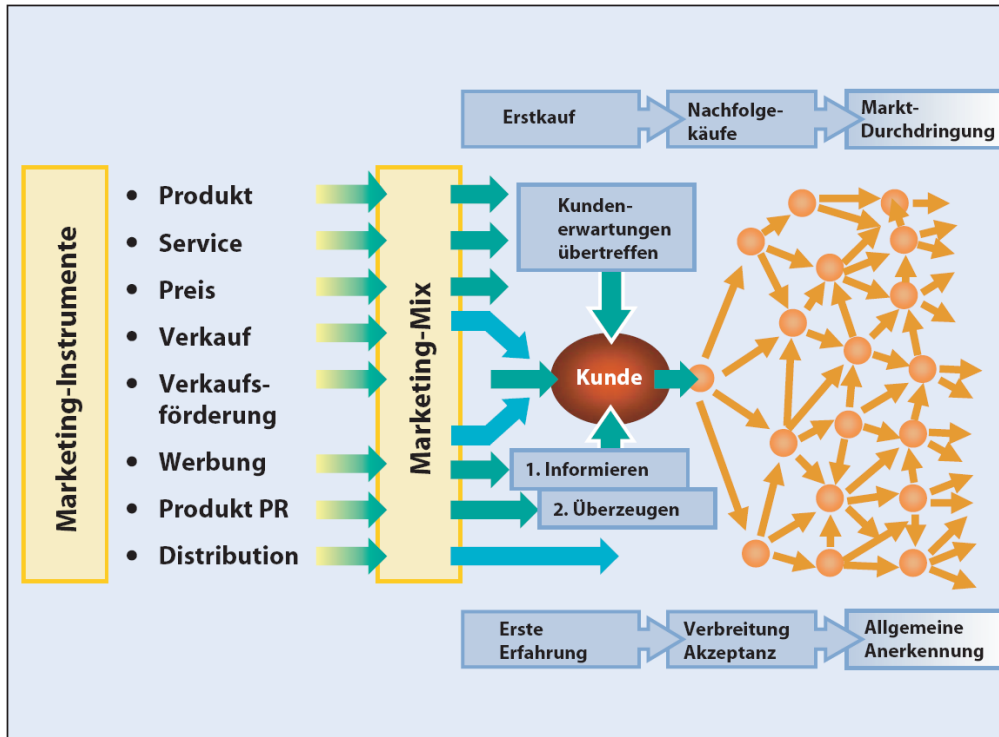 Erstkauf
Nachfolge-
käufe
Markt-
Durchdringung
Marketing-Instrumente
• Produkt
• Service
• Preis
• Verkauf
• Verkaufs-
förderung
• Werbung
• Produkt PR
• Distribution
Marketing-Mix
Kunden-
erwartungen
übertreffen
Kunde
1. Informieren
2. Überzeugen
Erste
Erfahrung
Verbreitung
Akzeptanz
Allgemeine
Anerkennung